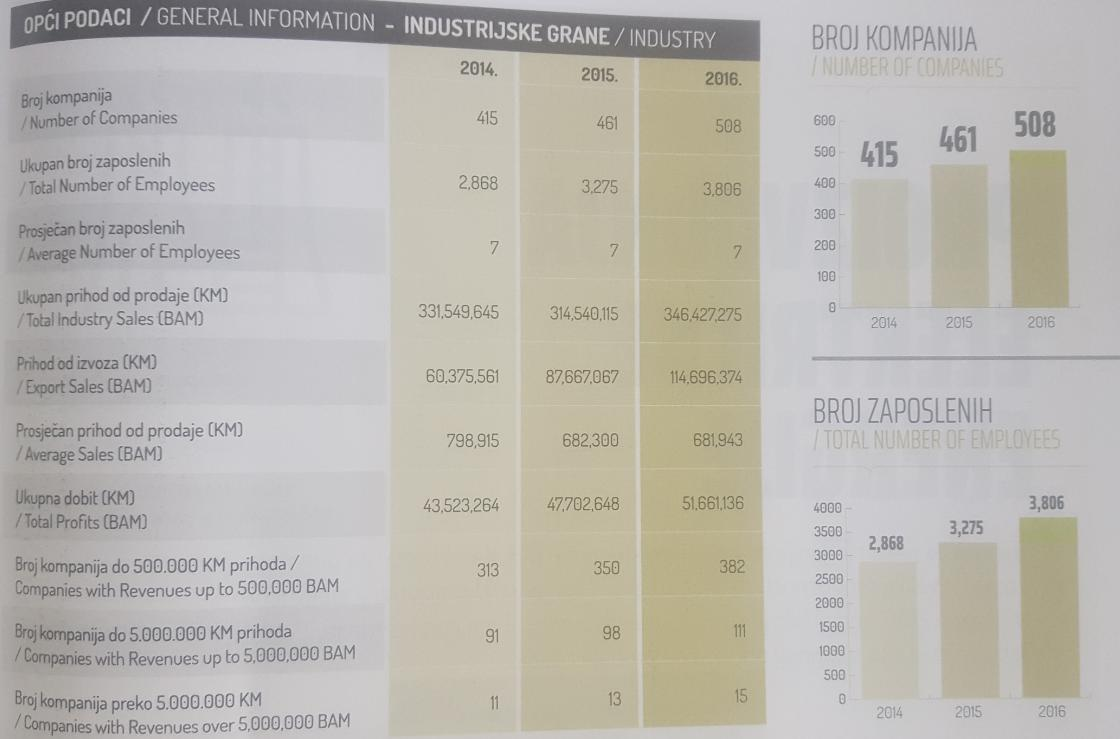 OPĆI PODACI / GENERAL INFORMATION - INDUSTRIJSKE GRANE / INDUSTRY
2014. 2015. 2016.
Broj kompanija
/ Number of Companies 415 461 508
Ukupan broj zaposlenih
/ Total Number of Employees 2,868 3,275 3,806
Prosječan broj zaposlenih
/ Average Number of Employees 7 7 7
Ukupan prihod od prodaje (KM)
/ Total Industry Sales (BAM) 331,549,645 314,540,115 346,427,275
Prihod od izvoza (KM)
/ Export Sales (BAM) 60,375,561 87,667,067 114,696,374
Prosječan prihod od prodaje (KM)
/ Average Sales (BAM) 798,915 682,300 681,943
Ukupna dobit (KM)
/ Total Profits (BAM) 43,523,264 47,702,648 51,661,136
Broj kompanija do 500.000 KM prihoda /
Companies with Revenues up to 500,000 BAM 313 350 382
Broj kompanija do 5.000.000 KM prihoda
/ Companies with Revenues up to 5,000,000 BAM 91 98 111
Broj kompanija preko 5.000.000 KM
/ Companies with Revenues over 5,000,000 BAM 11 13 15
BROJ KOMPANIJA
/ NUMBER OF COMPANIES
600
500
400
300
200
100
0
415 461 508
2014 2015 2016
BROJ ZAPOSLENIH
/ TOTAL NUMBER OF EMPLOYEES
4000
3500
3000
2500
2000
1500
1000
500
0
2,868 3,275 3,806
2014 2015 2016